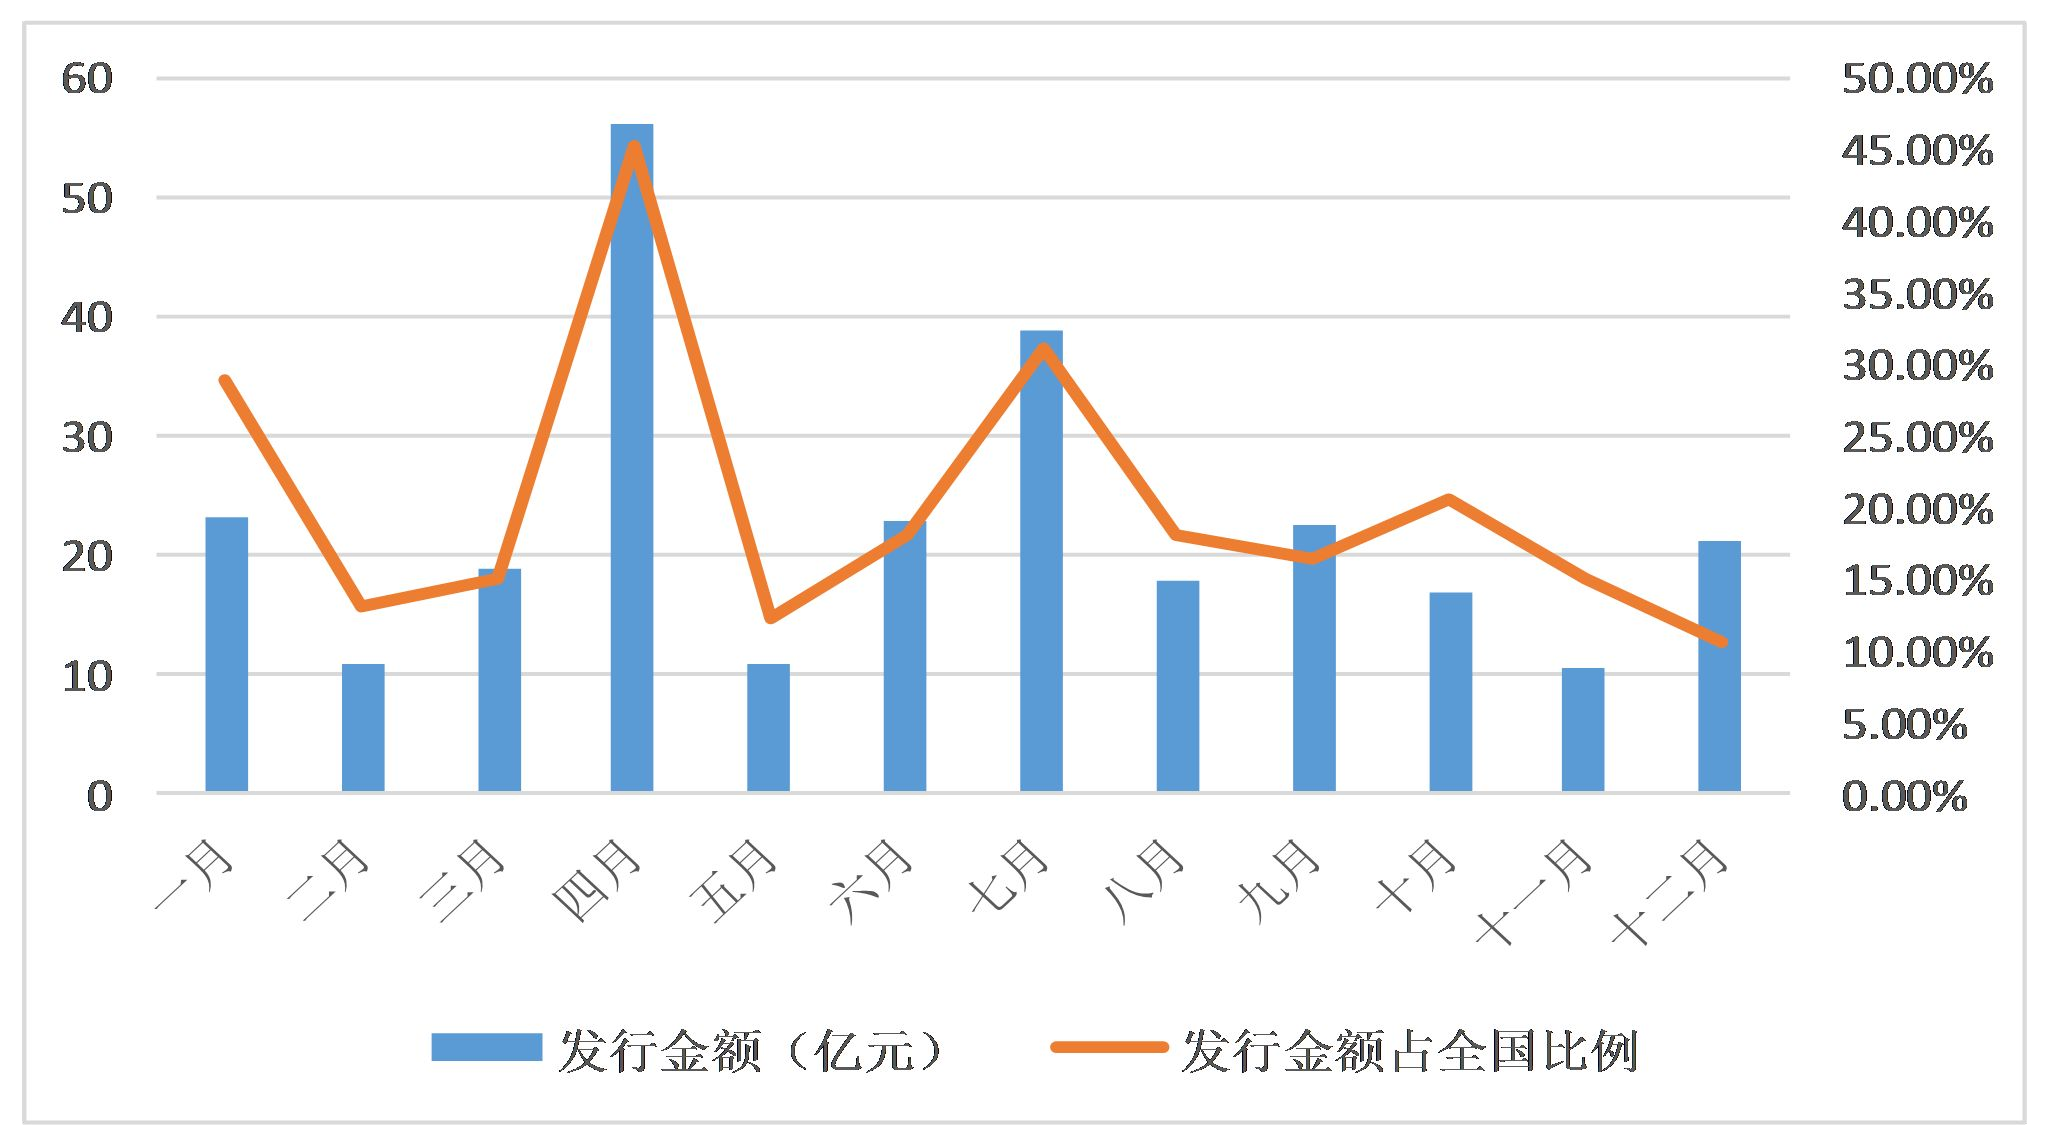 60
50
40
30
20
10
0
50.00%
45.00%
40.00%
35.00%
30.00%
25.00%
20.00%
15.00%
10.00%
5.00%
0.00%
一月
二月
三月
四月
五月
六月
七月
八月
九月
十月
十一月
十二月
发行金额（亿元）
发行金额占全国比例